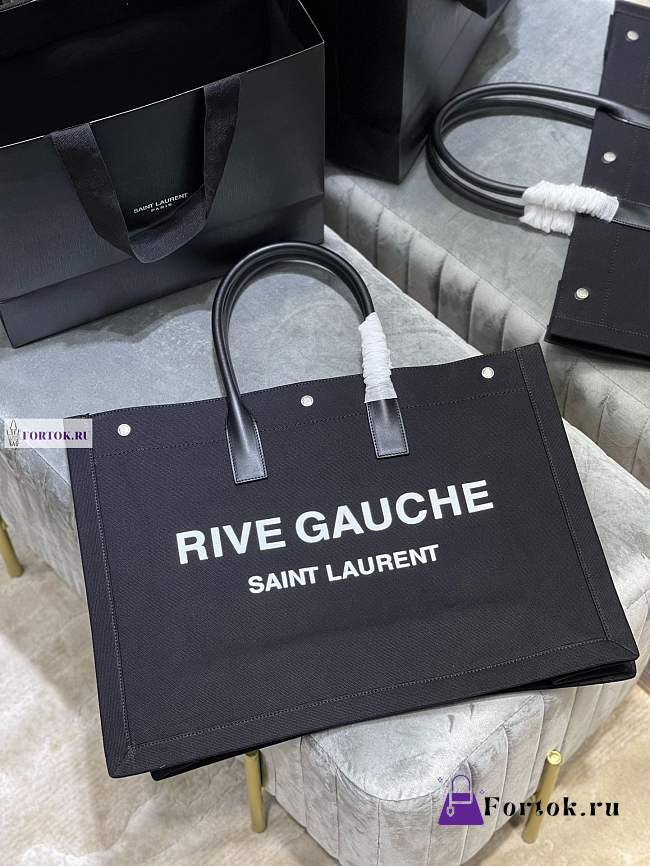 SAINT LAURENT
PARIS
FORTOK.RU
RIVE GAUCHE
SAINT LAURENT
Fortok.ru